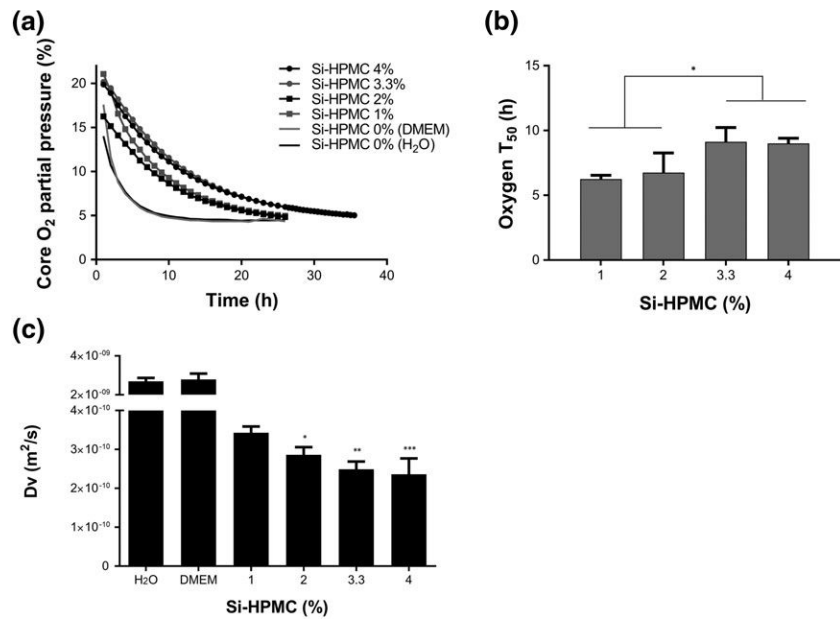 (a)
Core O₂ partial pressure (%)
20
15
10
5
0
0
10
20
30
40
Time (h)
Si-HPMC 4%
Si-HPMC 3.3%
Si-HPMC 2%
Si-HPMC 1%
Si-HPMC 0% (DMEM)
Si-HPMC 0% (H₂O)
(b)
Oxygen T₅₀ (h)
15
10
5
0
*
1
2
3.3
4
Si-HPMC (%)
(c)
Dv (m²/s)
4×10⁻⁰⁹
2×10⁻⁰⁹
4×10⁻¹⁰
3×10⁻¹⁰
2×10⁻¹⁰
1×10⁻¹⁰
0
*
**
***
H₂O
DMEM
1
2
3.3
4
Si-HPMC (%)